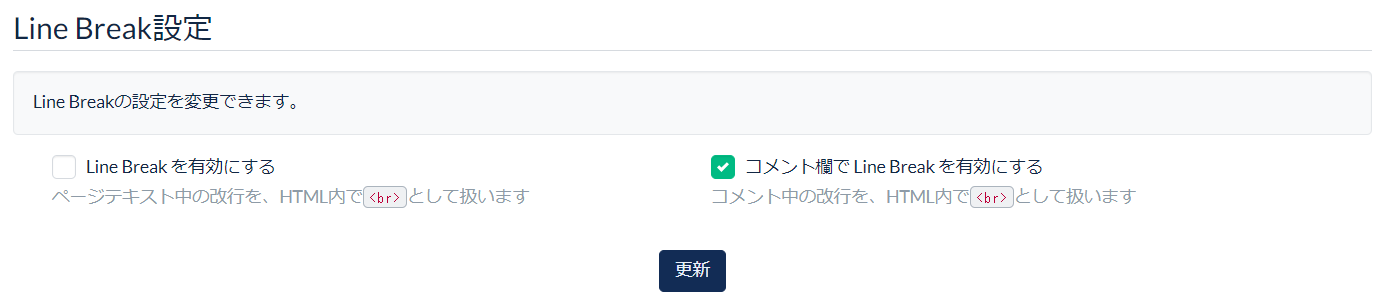 Line Break設定
Line Breakの設定を変更できます。
Line Break を有効にする
ページテキスト中の改行を、HTML内で<br>として扱います
コメント欄で Line Break を有効にする
コメント中の改行を、HTML内で<br>として扱います
更新